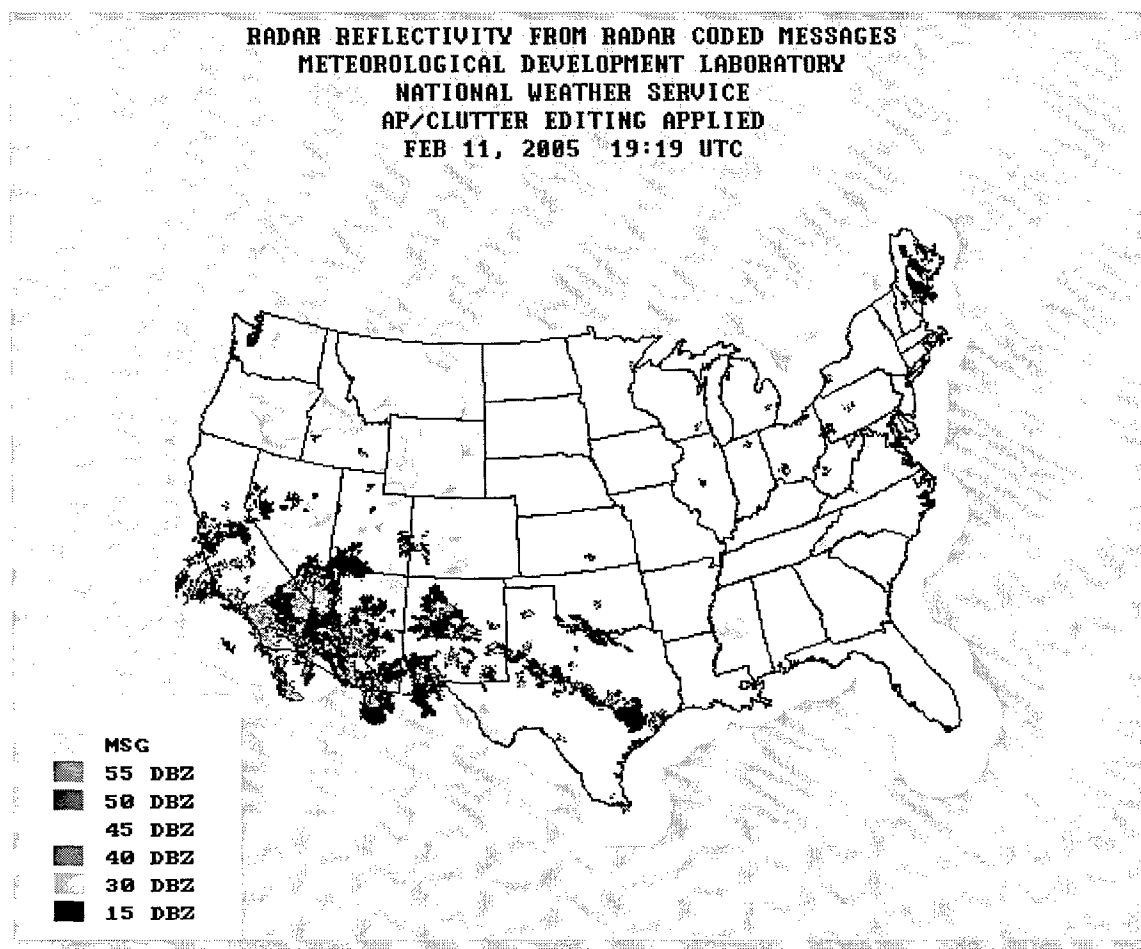 RADAR REFLECTIVITY FROM RADAR CODED MESSAGES
METEOROLOGICAL DEVELOPMENT LABORATORY
NATIONAL WEATHER SERVICE
AP/CLUTTER EDITING APPLIED
FEB 11, 2005 19:19 UTC
MSG
55 DBZ
50 DBZ
45 DBZ
40 DBZ
30 DBZ
15 DBZ